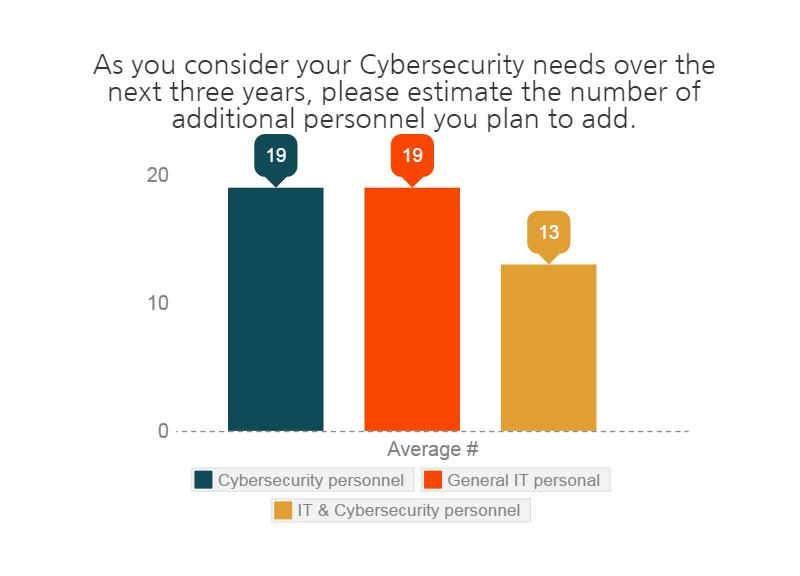 As you consider your Cybersecurity needs over the
next three years, please estimate the number of
additional personnel you plan to add.
19
19
20
13
10
0
Average #
Cybersecurity personnel
General IT personal
IT & Cybersecurity personnel